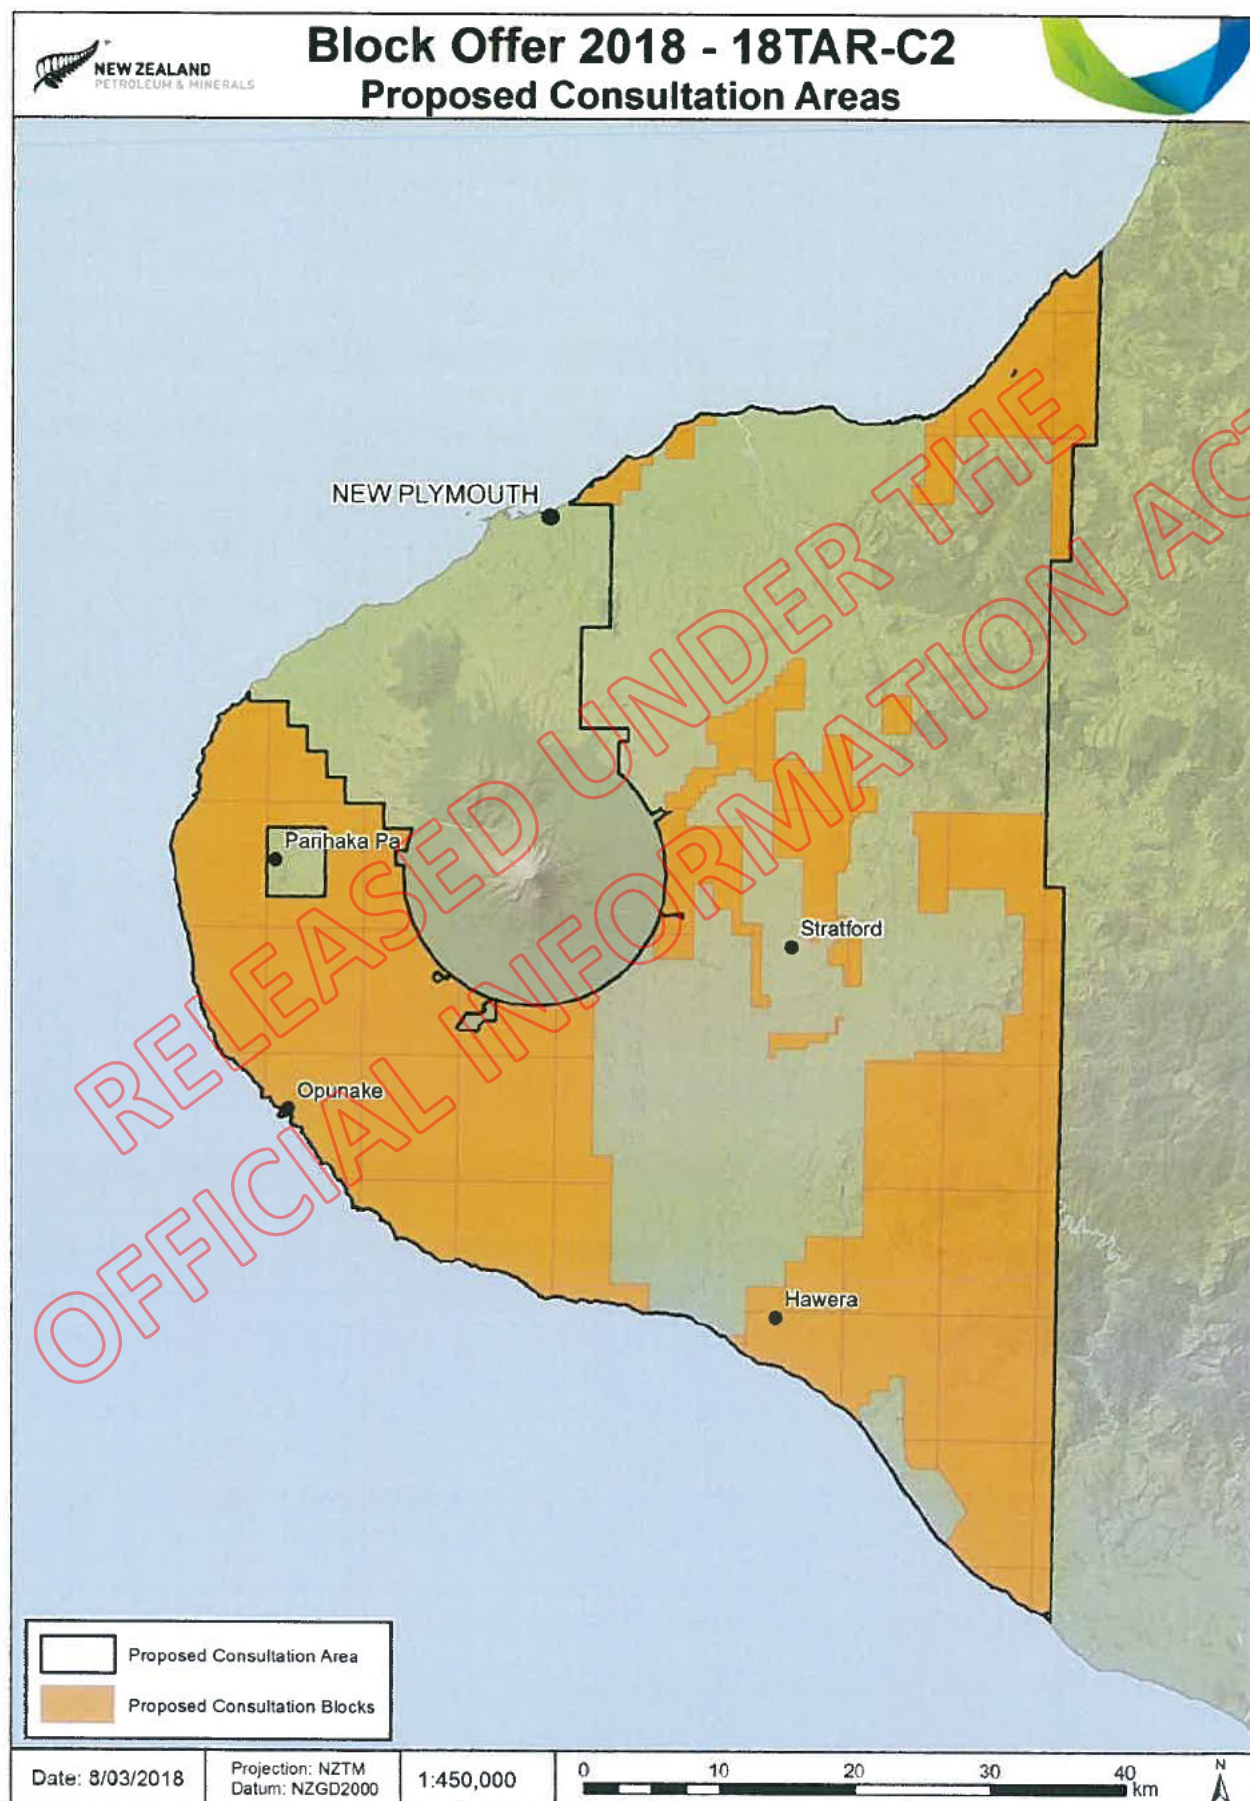 Block Offer 2018 - 18TAR-C2
NEW ZEALAND
PETROLEUM & MINERALS
Proposed Consultation Areas
NEW PLYMOUTH
Parihaka Pa
Stratford
Opunake
Hawera
RELEASED UNDER THE
OFFICIAL INFORMATION ACT
Proposed Consultation Area
Proposed Consultation Blocks
Date: 8/03/2018
Projection: NZTM
Datum: NZGD2000
1:450,000
0 10 20 30 40
km
N